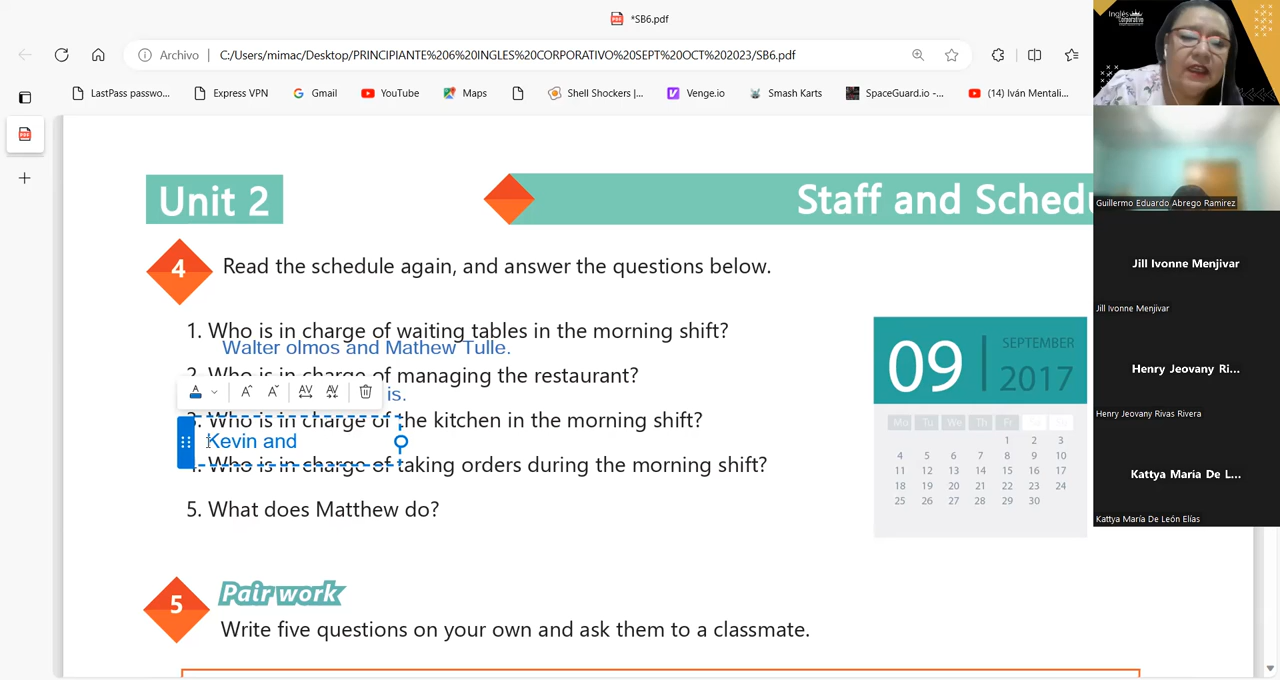 *SB6.pdf
Archivo | C:/Users/mimac/Desktop/PRINCIPIANTE%206%20INGLES%20CORPORATIVO%20SEPT%20OCT%202023/SB6.pdf
LastPass passwo... Express VPN Gmail YouTube Maps Shell Shockers |... Venge.io Smash Karts SpaceGuard.io -... (14) Iván Mentali...
Inglés Corporativo
Unit 2
Staff and Schedu
4 Read the schedule again, and answer the questions below.
1. Who is in charge of waiting tables in the morning shift?
Walter olmos and Mathew Tulle.
2. Who is in charge of managing the restaurant?
is.
3. Who is in charge of the kitchen in the morning shift?
Kevin and
4. Who is in charge of taking orders during the morning shift?
5. What does Matthew do?
09 SEPTEMBER 2017
Mo Tu We Th Fr
1 2 3
4 5 6 7 8 9 10
11 12 13 14 15 16 17
18 19 20 21 22 23 24
25 26 27 28 29 30
5 Pair work
Write five questions on your own and ask them to a classmate.
Guillermo Eduardo Abrego Ramirez
Jill Ivonne Menjivar
Jill Ivonne Menjivar
Henry Jeovany Ri...
Henry Jeovany Rivas Rivera
Kattya María De L...
Kattya María De León Elías